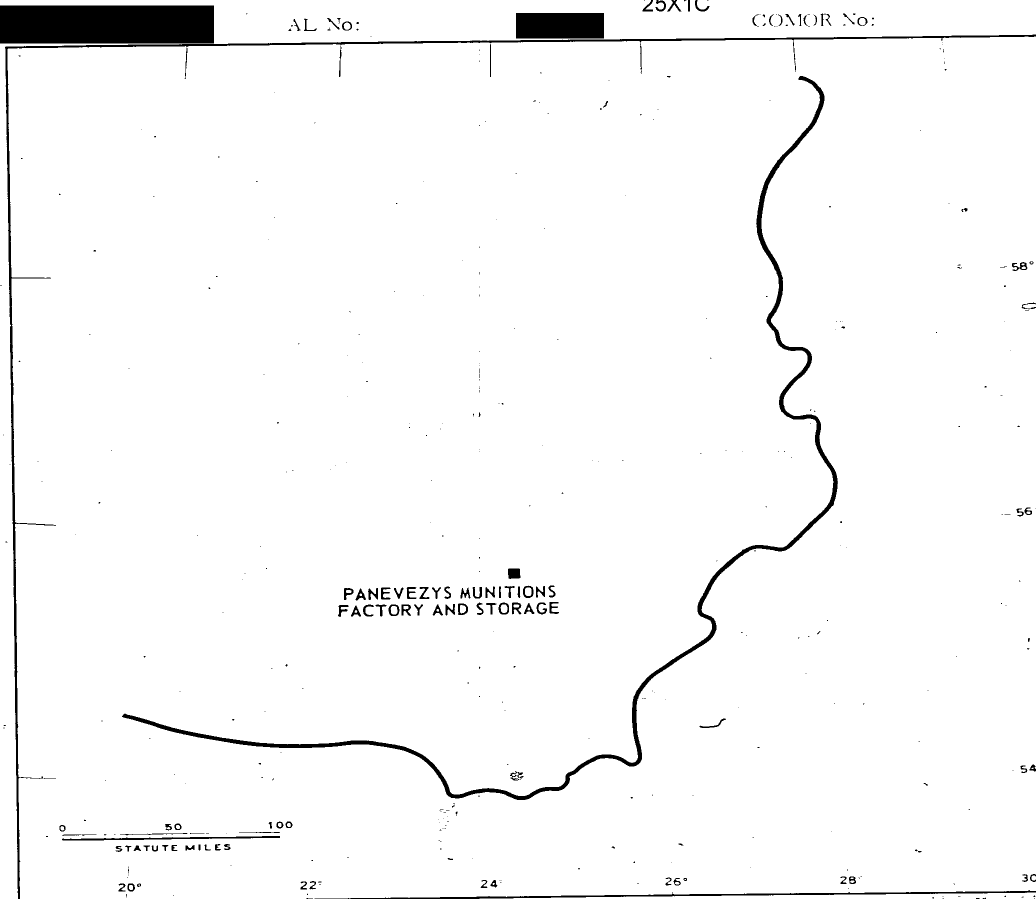 25X1C
AL No:
COMOR No:
58°
56
PANEVEZYS MUNITIONS
FACTORY AND STORAGE
54
0 50 100
STATUTE MILES
20° 22° 24° 26° 28° 30